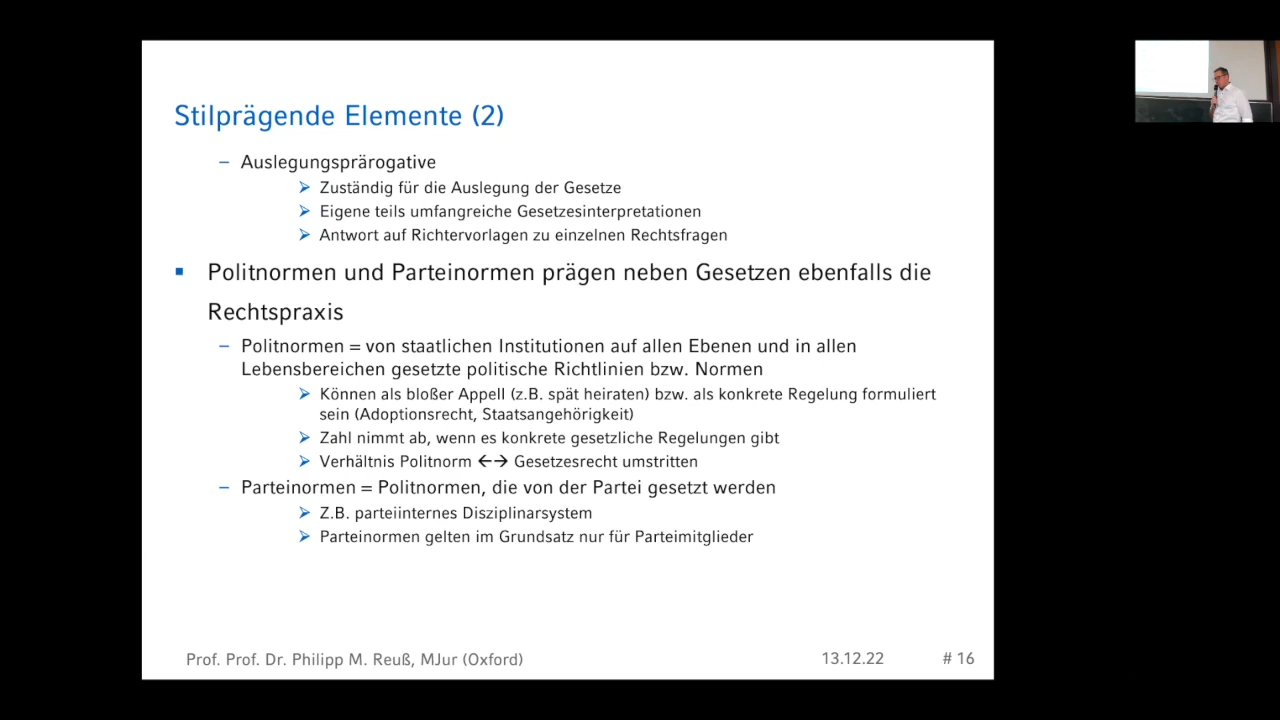 Stilprägende Elemente (2)
– Auslegungsprärogative
➢ Zuständig für die Auslegung der Gesetze
➢ Eigene teils umfangreiche Gesetzesinterpretationen
➢ Antwort auf Richtervorlagen zu einzelnen Rechtsfragen
▪ Politnormen und Parteinormen prägen neben Gesetzen ebenfalls die
Rechtspraxis
– Politnormen = von staatlichen Institutionen auf allen Ebenen und in allen
Lebensbereichen gesetzte politische Richtlinien bzw. Normen
➢ Können als bloßer Appell (z.B. spät heiraten) bzw. als konkrete Regelung formuliert
sein (Adoptionsrecht, Staatsangehörigkeit)
➢ Zahl nimmt ab, wenn es konkrete gesetzliche Regelungen gibt
➢ Verhältnis Politnorm ←→ Gesetzesrecht umstritten
– Parteinormen = Politnormen, die von der Partei gesetzt werden
➢ Z.B. parteiinternes Disziplinarsystem
➢ Parteinormen gelten im Grundsatz nur für Parteimitglieder
Prof. Prof. Dr. Philipp M. Reuß, MJur (Oxford) 13.12.22 # 16